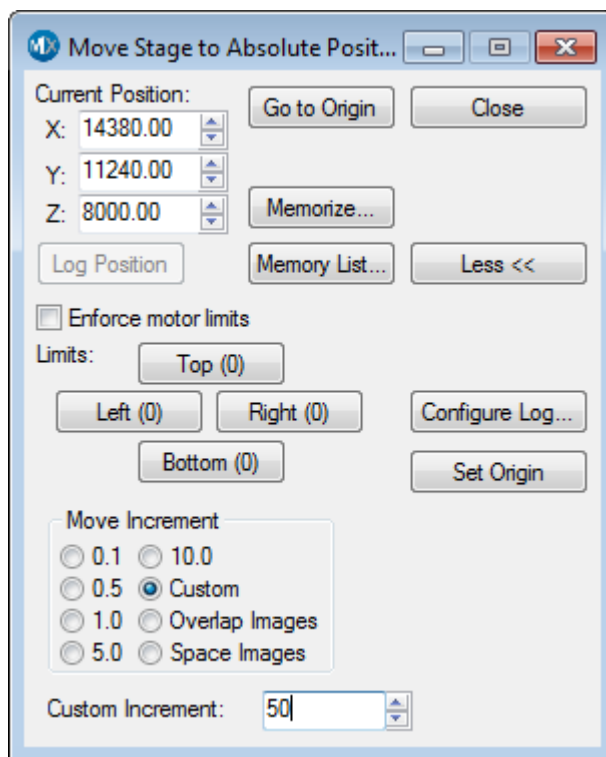 MX Move Stage to Absolute Posit...
Current Position:
X: 14380.00
Y: 11240.00
Z: 8000.00
Go to Origin
Close
Memorize...
Log Position
Memory List...
Less <<
Enforce motor limits
Limits:
Top (0)
Left (0)
Right (0)
Configure Log...
Bottom (0)
Set Origin
Move Increment
0.1
10.0
0.5
Custom
1.0
Overlap Images
5.0
Space Images
Custom Increment: 50